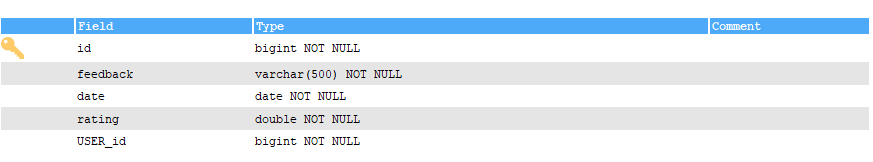 Field Type Comment
id bigint NOT NULL
feedback varchar(500) NOT NULL
date date NOT NULL
rating double NOT NULL
USER_id bigint NOT NULL